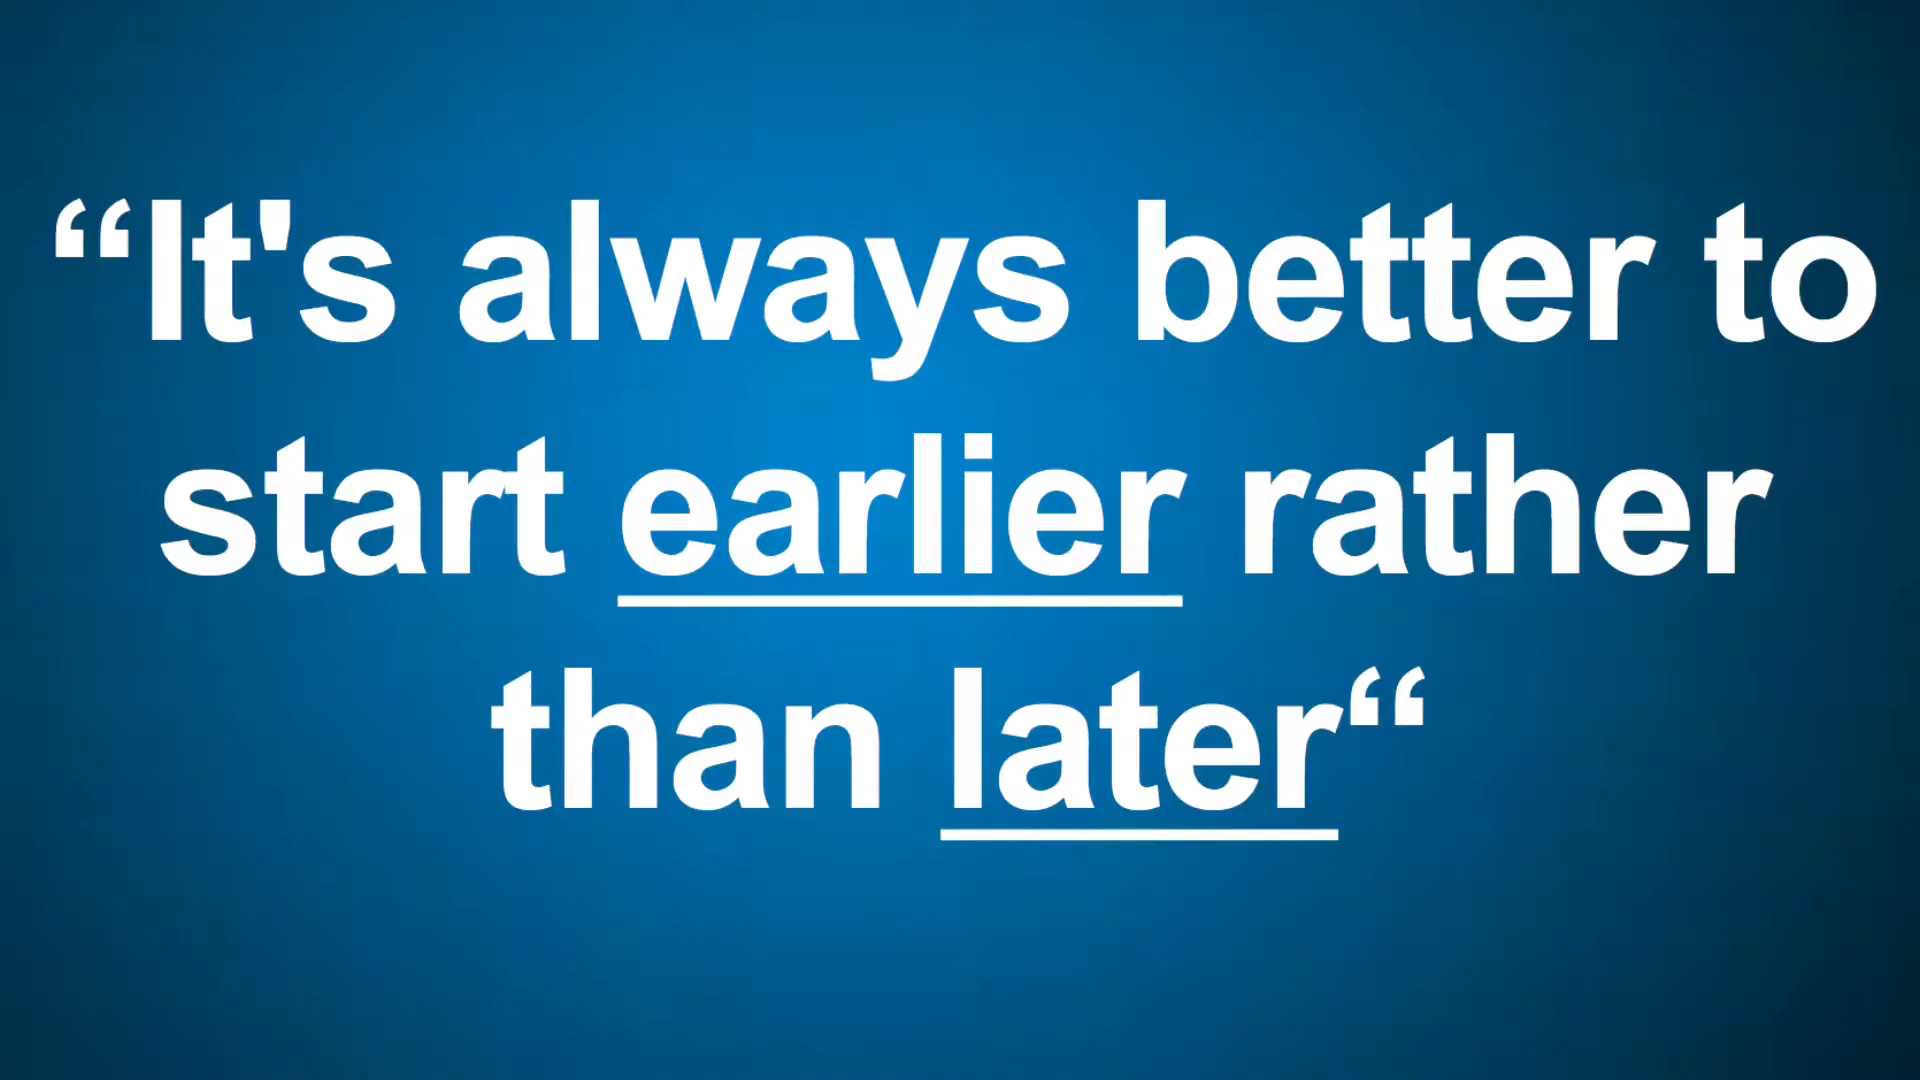 “It's always better to
start earlier rather
than later“